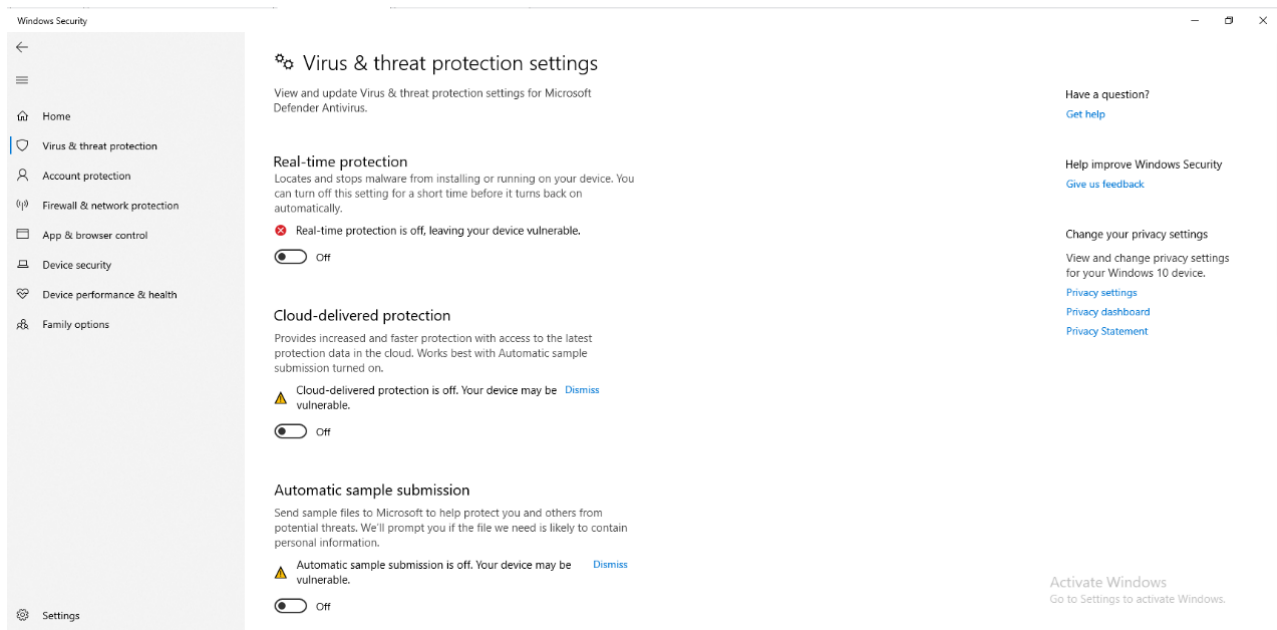 Windows Security
Home
Virus & threat protection
Account protection
Firewall & network protection
App & browser control
Device security
Device performance & health
Family options
Settings
Virus & threat protection settings
View and update Virus & threat protection settings for Microsoft
Defender Antivirus.
Real-time protection
Locates and stops malware from installing or running on your device. You
can turn off this setting for a short time before it turns back on
automatically.
Real-time protection is off, leaving your device vulnerable.
Off
Cloud-delivered protection
Provides increased and faster protection with access to the latest
protection data in the cloud. Works best with Automatic sample
submission turned on.
Cloud-delivered protection is off. Your device may be Dismiss
vulnerable.
Off
Automatic sample submission
Send sample files to Microsoft to help protect you and others from
potential threats. We'll prompt you if the file we need is likely to contain
personal information.
Automatic sample submission is off. Your device may be Dismiss
vulnerable.
Off
Have a question?
Get help
Help improve Windows Security
Give us feedback
Change your privacy settings
View and change privacy settings
for your Windows 10 device.
Privacy settings
Privacy dashboard
Privacy Statement
Activate Windows
Go to Settings to activate Windows.